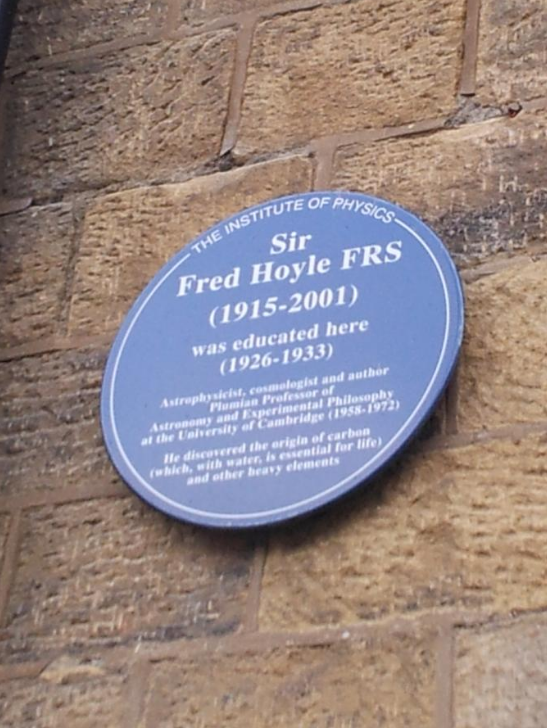 THE INSTITUTE OF PHYSICS
Sir
Fred Hoyle FRS
(1915-2001)
was educated here
(1926-1933)
Astrophysicist, cosmologist and author
Plumian Professor of
Astronomy and Experimental Philosophy
at the University of Cambridge (1958-1972)
He discovered the origin of carbon
(which, with water, is essential for life)
and other heavy elements